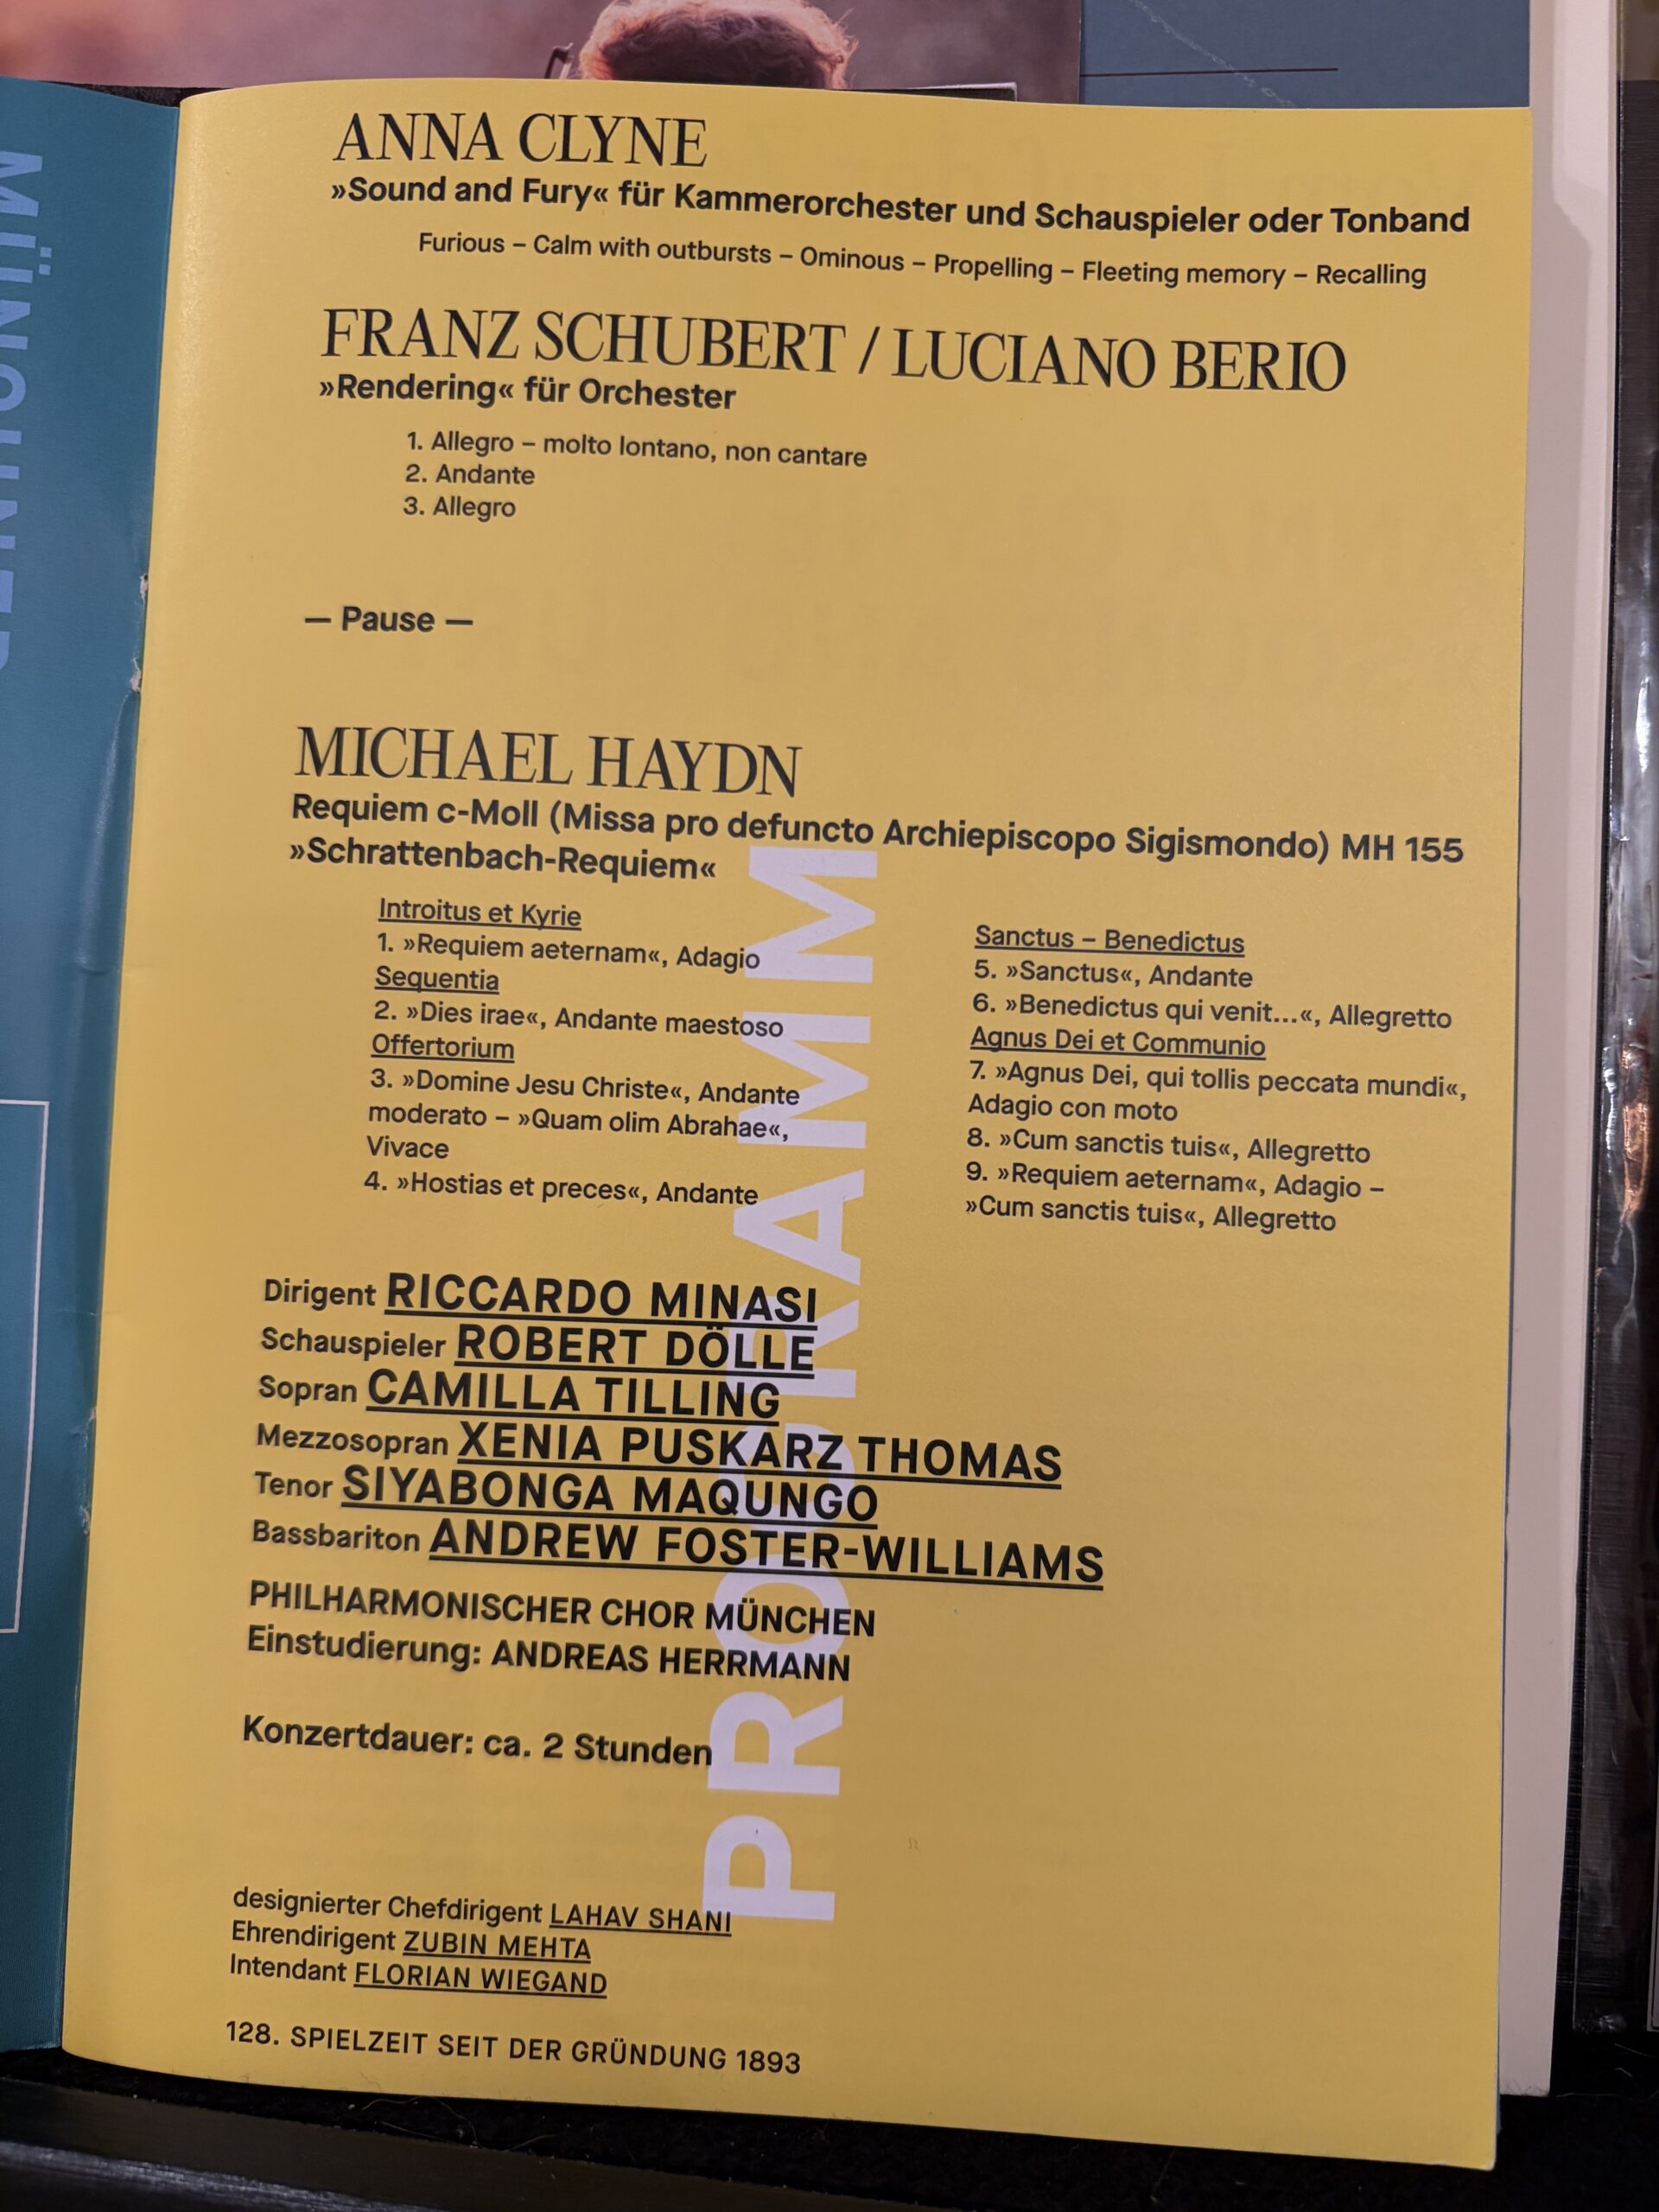 ANNA CLYNE
»Sound and Fury« für Kammerorchester und Schauspieler oder Tonband
Furious – Calm with outbursts – Ominous – Propelling – Fleeting memory – Recalling
FRANZ SCHUBERT / LUCIANO BERIO
»Rendering« für Orchester
1. Allegro – molto lontano, non cantare
2. Andante
3. Allegro
— Pause —
MICHAEL HAYDN
Requiem c-Moll (Missa pro defuncto Archiepiscopo Sigismondo) MH 155
»Schrattenbach-Requiem«
Introitus et Kyrie
1. »Requiem aeternam«, Adagio
Sequentia
2. »Dies irae«, Andante maestoso
Offertorium
3. »Domine Jesu Christe«, Andante
moderato – »Quam olim Abrahae«,
Vivace
4. »Hostias et preces«, Andante
Sanctus – Benedictus
5. »Sanctus«, Andante
6. »Benedictus qui venit...«, Allegretto
Agnus Dei et Communio
7. »Agnus Dei, qui tollis peccata mundi«,
Adagio con moto
8. »Cum sanctis tuis«, Allegretto
9. »Requiem aeternam«, Adagio –
»Cum sanctis tuis«, Allegretto
Dirigent RICCARDO MINASI
Schauspieler ROBERT DÖLLE
Sopran CAMILLA TILLING
Mezzosopran XENIA PUSKARZ THOMAS
Tenor SIYABONGA MAQUNGO
Bassbariton ANDREW FOSTER-WILLIAMS
PHILHARMONISCHER CHOR MÜNCHEN
Einstudierung: ANDREAS HERRMANN
Konzertdauer: ca. 2 Stunden
designierter Chefdirigent LAHAV SHANI
Ehrendirigent ZUBIN MEHTA
Intendant FLORIAN WIEGAND
128. SPIELZEIT SEIT DER GRÜNDUNG 1893
PROGRAMM